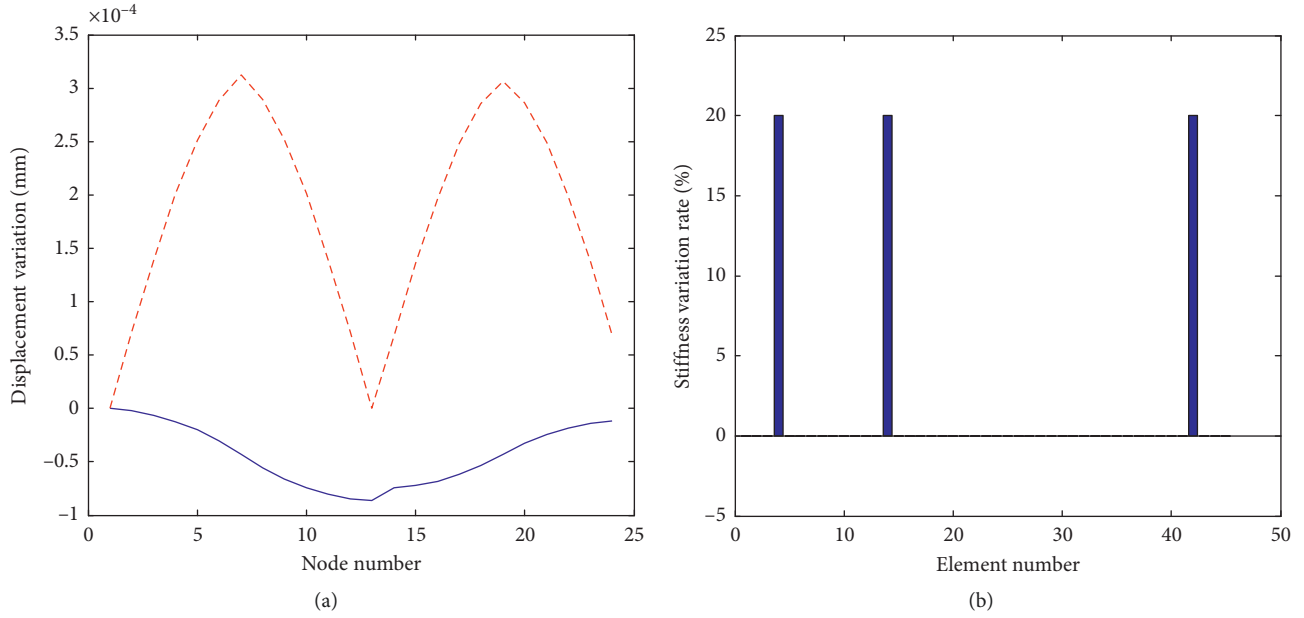 ×10⁻⁴
3.5
3
2.5
2
1.5
1
0.5
0
–0.5
–1
Displacement variation (mm)
0 5 10 15 20 25
Node number
(a)
25
20
15
10
5
0
–5
Stiffness variation rate (%)
0 10 20 30 40 50
Element number
(b)